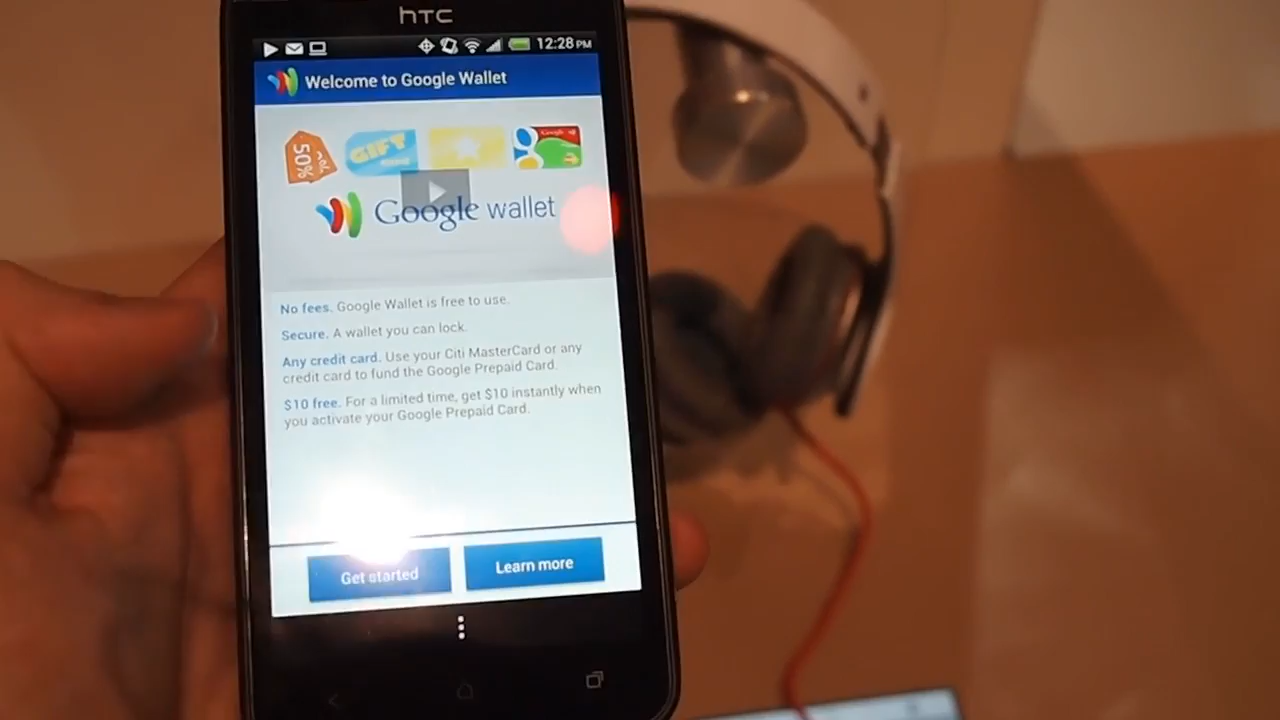 hTC
12:28 PM
Welcome to Google Wallet
50%
GIFT
Google
Google wallet
No fees. Google Wallet is free to use.
Secure. A wallet you can lock.
Any credit card. Use your Citi MasterCard or any
credit card to fund the Google Prepaid Card.
$10 free. For a limited time, get $10 instantly when
you activate your Google Prepaid Card.
Get started
Learn more